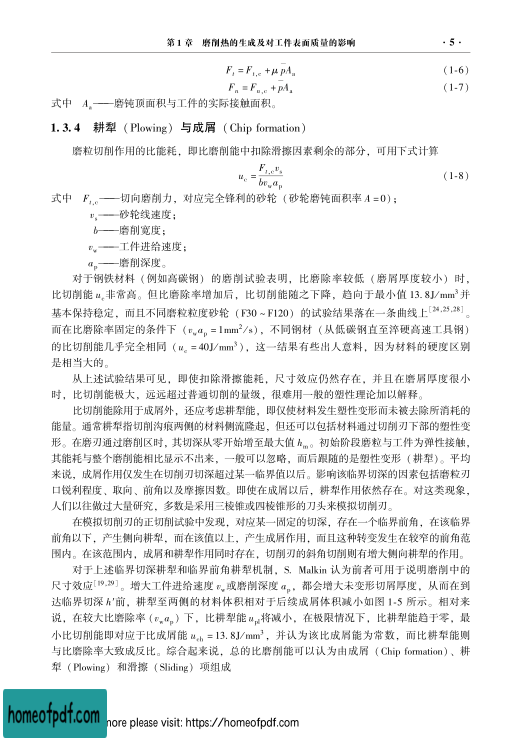 第 1 章 磨削热的生成及对工件表面质量的影响 · 5 ·
F_t = F_{t,c} + μ p̄A_a (1-6)
F_n = F_{n,c} + p̄A_a (1-7)
式中 A_a——磨钝顶面积与工件的实际接触面积。
1.3.4 耕犁 (Plowing) 与成屑 (Chip formation)
磨粒切削作用的比能耗，即比磨削能中扣除滑擦因素剩余的部分，可用下式计算
u_c = F_{t,c}v_s / bv_wa_p (1-8)
式中 F_{t,c}——切向磨削力，对应完全锋利的砂轮（砂轮磨钝面积率 A=0）；
v_s——砂轮线速度；
b——磨削宽度；
v_w——工件进给速度；
a_p——磨削深度。
对于钢铁材料（例如高碳钢）的磨削试验表明，比磨除率较低（磨屑厚度较小）时，
比切削能 u_c非常高。但比磨除率增加后，比切削能随之下降，趋向于最小值 13.8J/mm³并
基本保持稳定，而且不同磨粒粒度砂轮（F30 ~ F120）的试验结果落在一条曲线上[24,25,28]。
而在比磨除率固定的条件下（v_wa_p = 1mm²/s），不同钢材（从低碳钢直至淬硬高速工具钢）
的比切削能几乎完全相同（u_c = 40J/mm³），这一结果有些出人意料，因为材料的硬度区别
是相当大的。
从上述试验结果可见，即使扣除滑擦能耗，尺寸效应仍然存在，并且在磨屑厚度很小
时，比切削能极大，远远超过普通切削的量级，很难用一般的塑性理论加以解释。
比切削能除用于成屑外，还应考虑耕犁能，即仅使材料发生塑性变形而未被去除所消耗的
能量。通常耕犁指切削沟痕两侧的材料侧流隆起，但还可以包括材料通过切削刃下部的塑性变
形。在磨刃通过磨削区时，其切深从零开始增至最大值 h_m。初始阶段磨粒与工件为弹性接触，
其能耗与整个磨削能相比显示不出来，一般可以忽略，而后跟随的是塑性变形（耕犁）。平均
来说，成屑作用仅发生在切削刃切深超过某一临界值以后。影响该临界切深的因素包括磨粒刃
口锐利程度、取向、前角以及摩擦因数。即使在成屑以后，耕犁作用依然存在。对这类现象，
人们以往做过大量研究，多数是采用三棱锥或四棱锥形的刀头来模拟切削刃。
在模拟切削刃的正切削试验中发现，对应某一固定的切深，存在一个临界前角，在该临界
前角以下，产生侧向耕犁，而在该值以上，产生成屑作用，而且这种转变发生在较窄的前角范
围内。在该范围内，成屑和耕犁作用同时存在，切削刃的斜角切削则有增大侧向耕犁的作用。
对于上述临界切深耕犁和临界前角耕犁机制，S. Malkin 认为前者可用于说明磨削中的
尺寸效应[19,29]。增大工件进给速度 v_w或磨削深度 a_p，都会增大未变形切屑厚度，从而在到
达临界切深 h'前，耕犁至两侧的材料体积相对于后续成屑体积减小如图 1-5 所示。相对来
说，在较大比磨除率（v_wa_p）下，比耕犁能 u_pl将减小，在极限情况下，比耕犁能趋于零，最
小比切削能即对应于比成屑能 u_ch = 13.8J/mm³，并认为该比成屑能为常数，而比耕犁能则
与比磨除率大致成反比。综合起来说，总的比磨削能可以认为由成屑（Chip formation）、耕
犁（Plowing）和滑擦（Sliding）项组成
homeofpdf.com
more please visit: https://homeofpdf.com